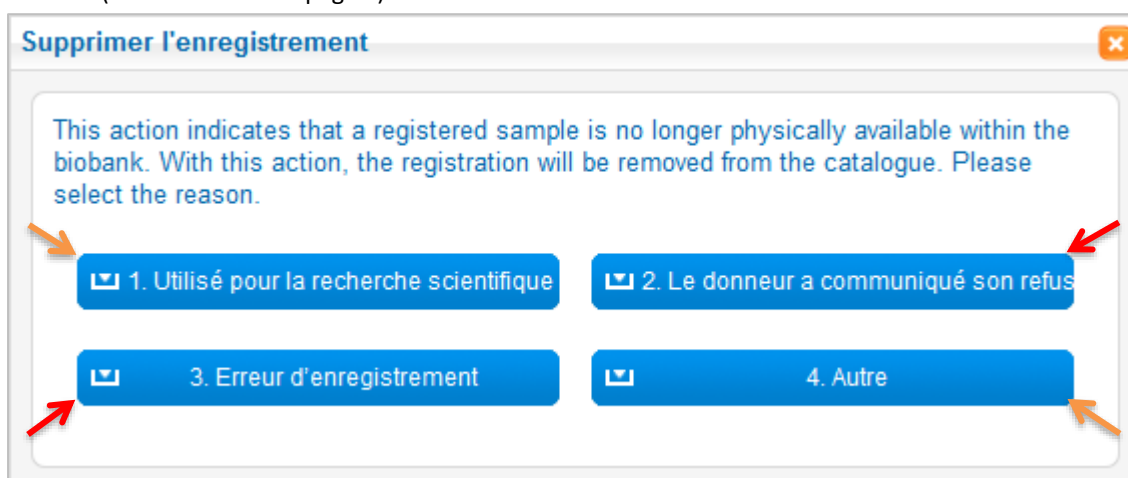 Supprimer l'enregistrement
This action indicates that a registered sample is no longer physically available within the
biobank. With this action, the registration will be removed from the catalogue. Please
select the reason.
1. Utilisé pour la recherche scientifique
2. Le donneur a communiqué son refus
3. Erreur d'enregistrement
4. Autre